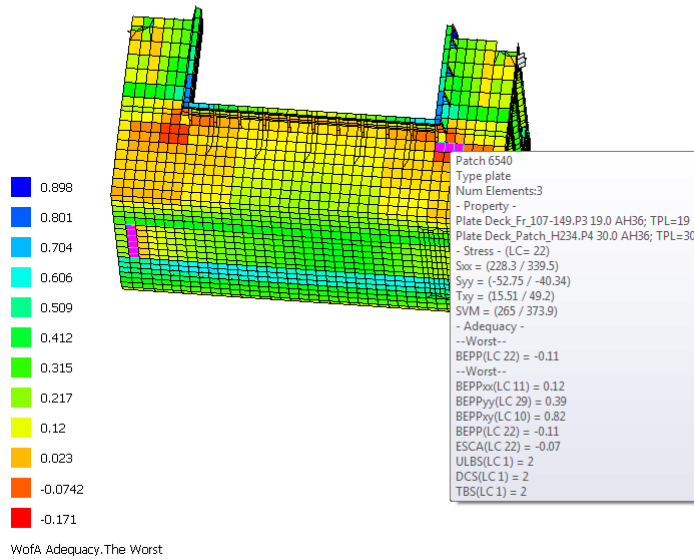 0.898
0.801
0.704
0.606
0.509
0.412
0.315
0.217
0.12
0.023
-0.0742
-0.171
WofA Adequacy.The Worst
Patch 6540
Type plate
Num Elements:3
- Property -
Plate Deck_Fr_107-149.P3 19.0 AH36; TPL=19
Plate Deck_Patch_H234.P4 30.0 AH36; TPL=30
- Stress - (LC= 22)
Sxx = (228.3 / 339.5)
Syy = (-52.75 / -40.34)
Txy = (15.51 / 49.2)
SVM = (265 / 373.9)
- Adequacy -
--Worst--
BEPP(LC 22) = -0.11
--Worst--
BEPPxx(LC 11) = 0.12
BEPPyy(LC 29) = 0.39
BEPPxy(LC 10) = 0.82
BEPP(LC 22) = -0.11
ESCA(LC 22) = -0.07
ULBS(LC 1) = 2
DCS(LC 1) = 2
TBS(LC 1) = 2